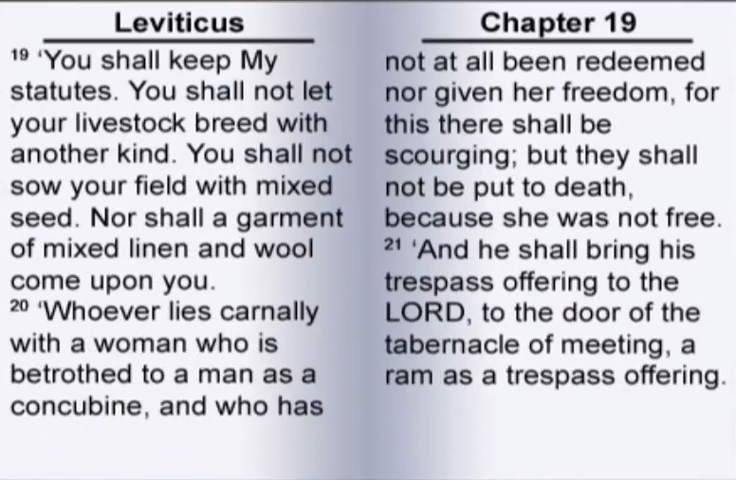 Leviticus
¹⁹ ‘You shall keep My
statutes. You shall not let
your livestock breed with
another kind. You shall not
sow your field with mixed
seed. Nor shall a garment
of mixed linen and wool
come upon you.
²⁰ ‘Whoever lies carnally
with a woman who is
betrothed to a man as a
concubine, and who has
Chapter 19
not at all been redeemed
nor given her freedom, for
this there shall be
scourging; but they shall
not be put to death,
because she was not free.
²¹ ‘And he shall bring his
trespass offering to the
LORD, to the door of the
tabernacle of meeting, a
ram as a trespass offering.